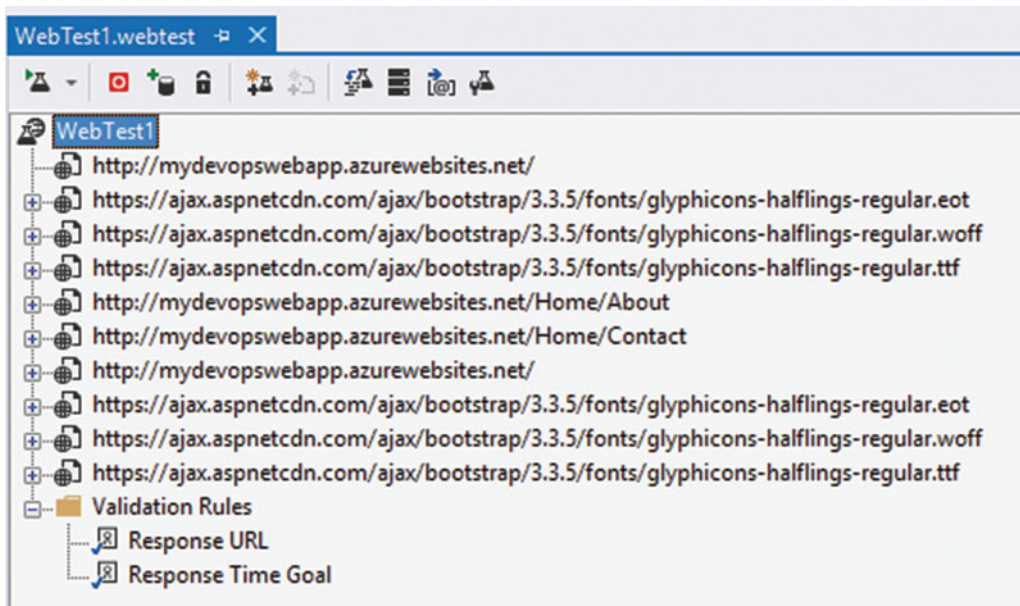 WebTest1.webtest
WebTest1
http://mydevopswebapp.azurewebsites.net/
https://ajax.aspnetcdn.com/ajax/bootstrap/3.3.5/fonts/glyphicons-halflings-regular.eot
https://ajax.aspnetcdn.com/ajax/bootstrap/3.3.5/fonts/glyphicons-halflings-regular.woff
https://ajax.aspnetcdn.com/ajax/bootstrap/3.3.5/fonts/glyphicons-halflings-regular.ttf
http://mydevopswebapp.azurewebsites.net/Home/About
http://mydevopswebapp.azurewebsites.net/Home/Contact
http://mydevopswebapp.azurewebsites.net/
https://ajax.aspnetcdn.com/ajax/bootstrap/3.3.5/fonts/glyphicons-halflings-regular.eot
https://ajax.aspnetcdn.com/ajax/bootstrap/3.3.5/fonts/glyphicons-halflings-regular.woff
https://ajax.aspnetcdn.com/ajax/bootstrap/3.3.5/fonts/glyphicons-halflings-regular.ttf
Validation Rules
Response URL
Response Time Goal